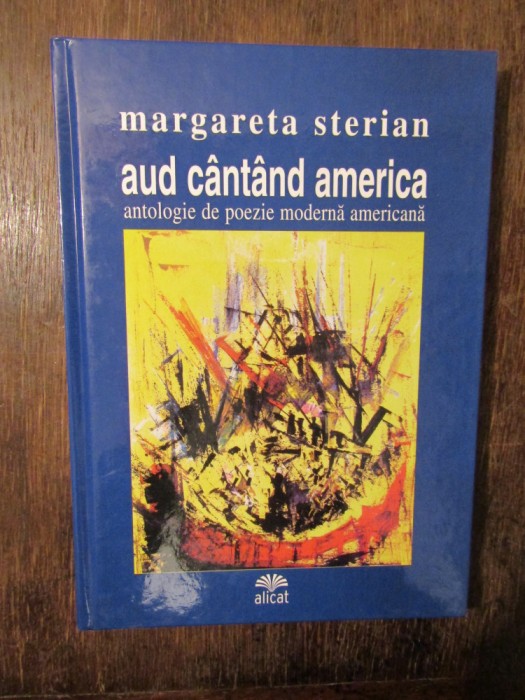 margareta sterian
aud cântând america
antologie de poezie modernă americană
alicat